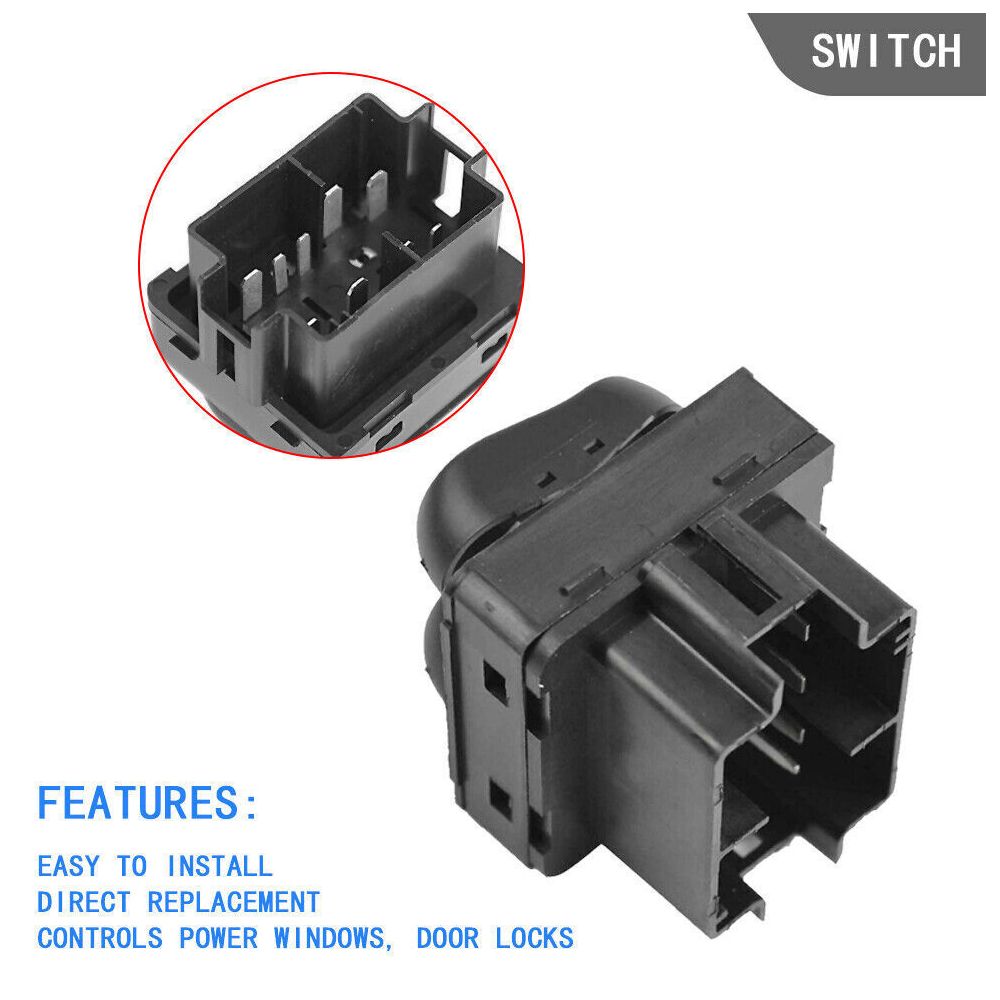 SWITCH
FEATURES:
EASY TO INSTALL
DIRECT REPLACEMENT
CONTROLS POWER WINDOWS, DOOR LOCKS